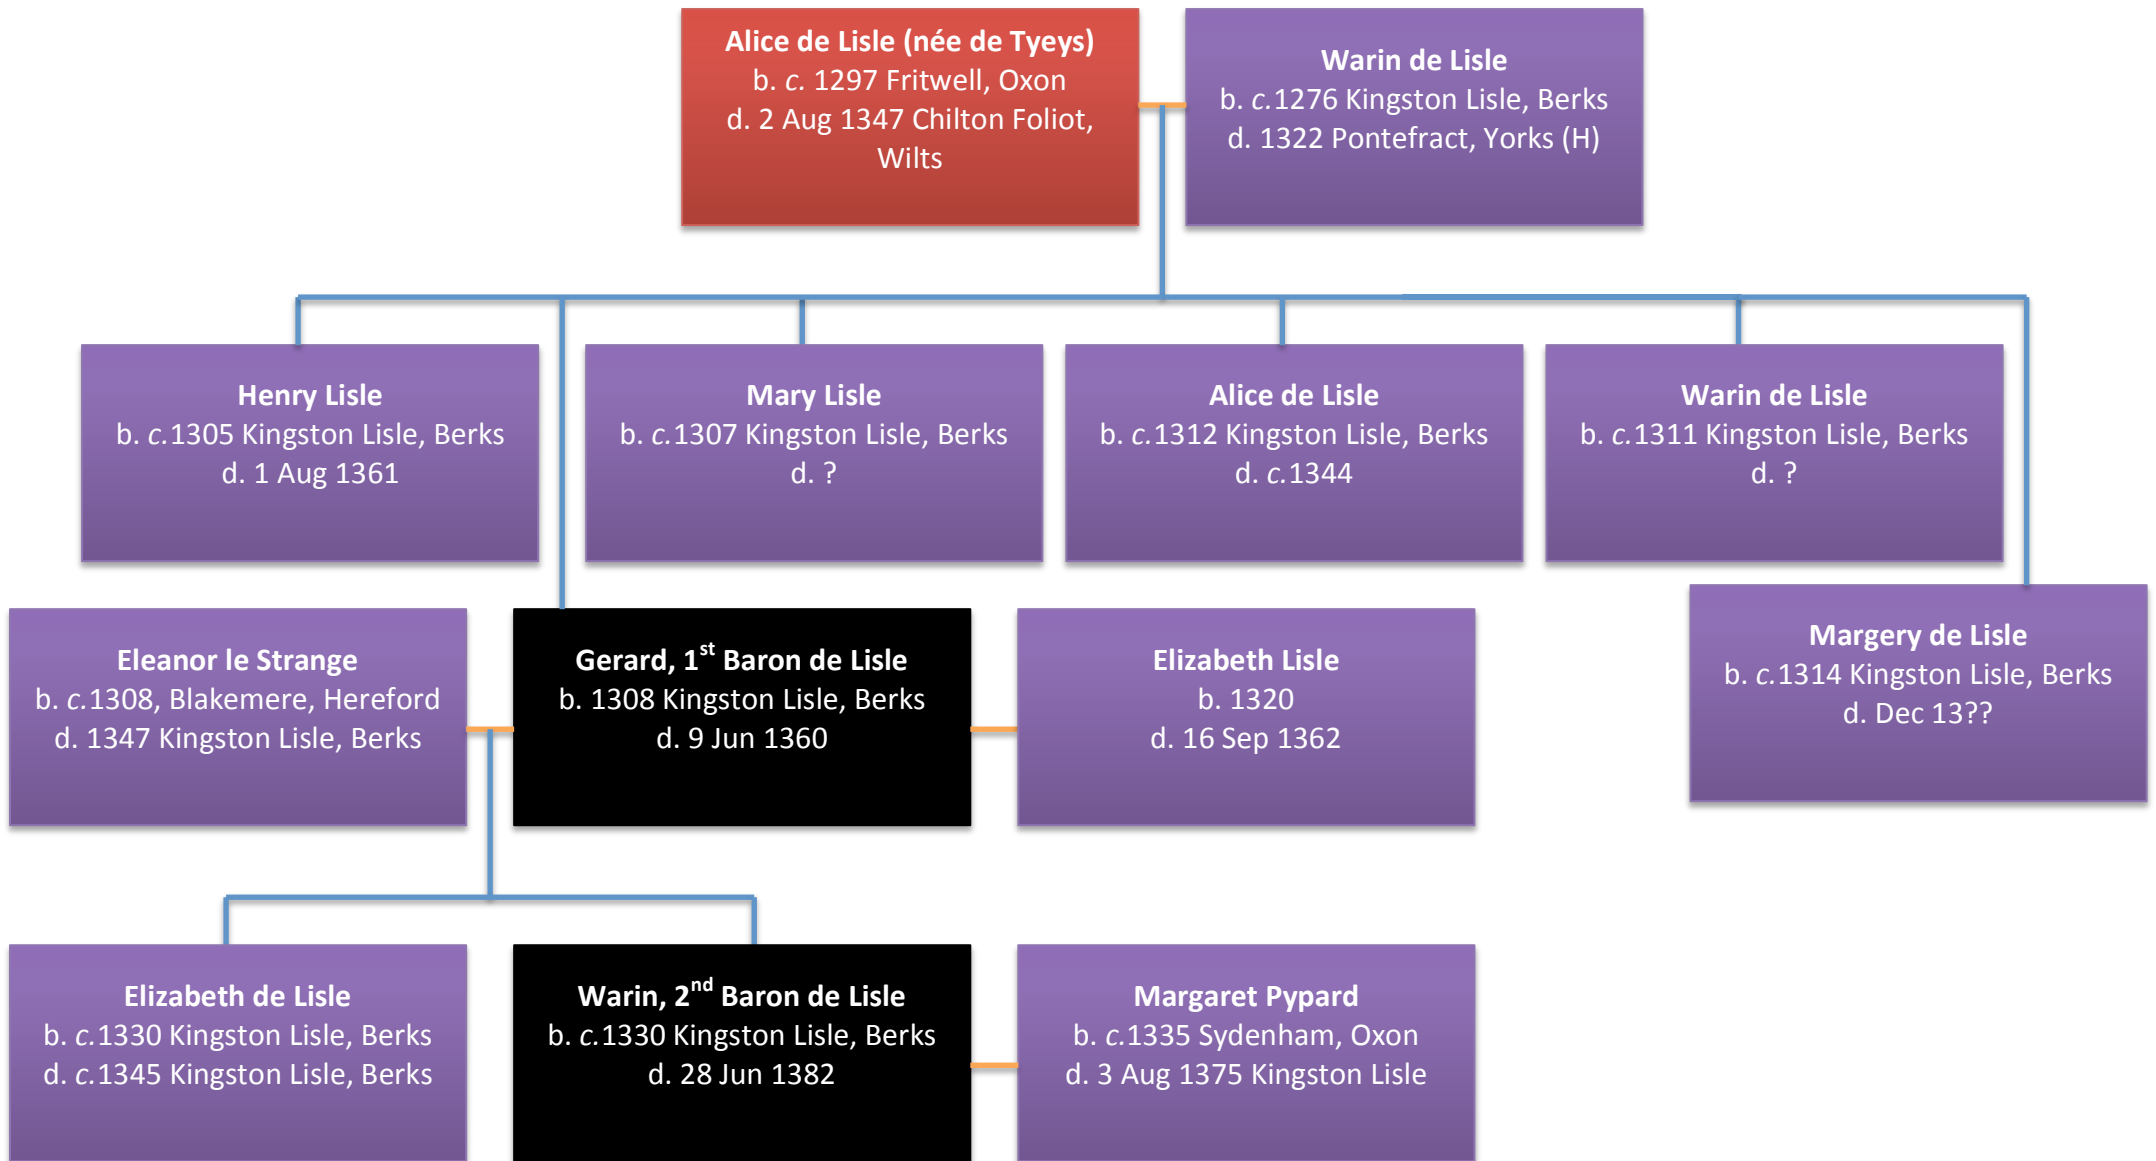 Alice de Lisle (née de Tyeys)
b. c. 1297 Fritwell, Oxon
d. 2 Aug 1347 Chilton Foliot,
Wilts
Warin de Lisle
b. c.1276 Kingston Lisle, Berks
d. 1322 Pontefract, Yorks (H)
Henry Lisle
b. c.1305 Kingston Lisle, Berks
d. 1 Aug 1361
Mary Lisle
b. c.1307 Kingston Lisle, Berks
d. ?
Alice de Lisle
b. c.1312 Kingston Lisle, Berks
d. c.1344
Warin de Lisle
b. c.1311 Kingston Lisle, Berks
d. ?
Eleanor le Strange
b. c.1308, Blakemere, Hereford
d. 1347 Kingston Lisle, Berks
Gerard, 1st Baron de Lisle
b. 1308 Kingston Lisle, Berks
d. 9 Jun 1360
Elizabeth Lisle
b. 1320
d. 16 Sep 1362
Margery de Lisle
b. c.1314 Kingston Lisle, Berks
d. Dec 13??
Elizabeth de Lisle
b. c.1330 Kingston Lisle, Berks
d. c.1345 Kingston Lisle, Berks
Warin, 2nd Baron de Lisle
b. c.1330 Kingston Lisle, Berks
d. 28 Jun 1382
Margaret Pypard
b. c.1335 Sydenham, Oxon
d. 3 Aug 1375 Kingston Lisle